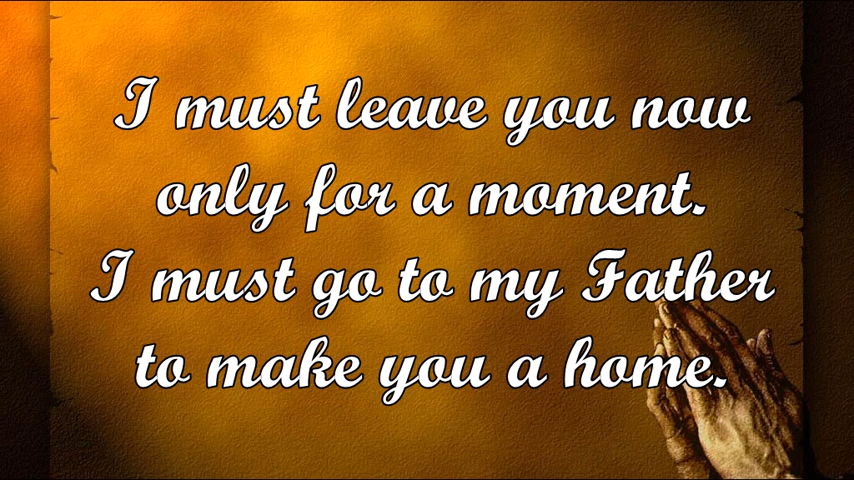 I must leave you now
only for a moment.
I must go to my Father
to make you a home.